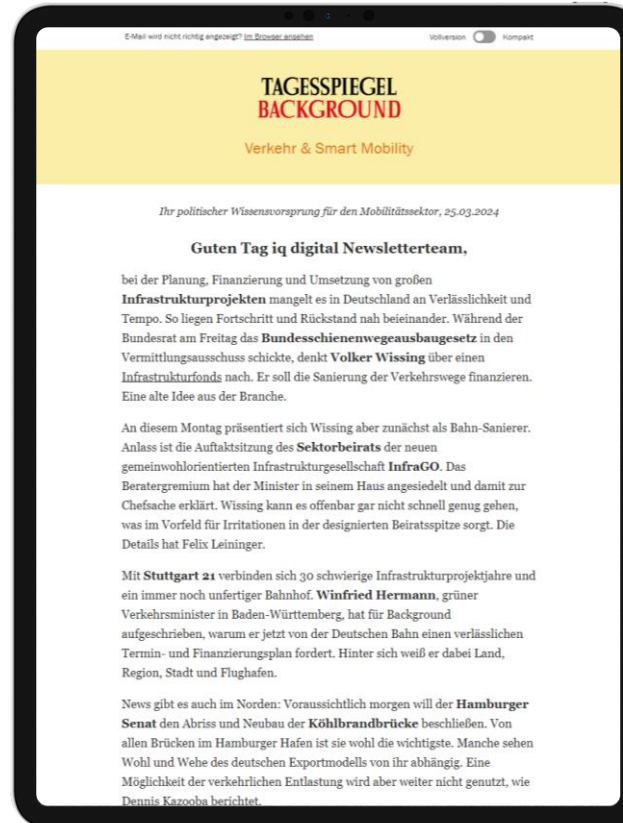 E-Mail wird nicht richtig angezeigt? Im Browser ansehen
Vollversion Kompakt
TAGESSPIEGEL
BACKGROUND
Verkehr & Smart Mobility
Ihr politischer Wissensvorsprung für den Mobilitätssektor, 25.03.2024
Guten Tag iq digital Newsletterteam,
bei der Planung, Finanzierung und Umsetzung von großen
Infrastrukturprojekten mangelt es in Deutschland an Verlässlichkeit und
Tempo. So liegen Fortschritt und Rückstand nah beieinander. Während der
Bundesrat am Freitag das Bundesschienenwegeausbaugesetz in den
Vermittlungsausschuss schickte, denkt Volker Wissing über einen
Infrastrukturfonds nach. Er soll die Sanierung der Verkehrswege finanzieren.
Eine alte Idee aus der Branche.
An diesem Montag präsentiert sich Wissing aber zunächst als Bahn-Sanierer.
Anlass ist die Auftaktsitzung des Sektorbeirats der neuen
gemeinwohlorientierten Infrastrukturgesellschaft InfraGO. Das
Beratergremium hat der Minister in seinem Haus angesiedelt und damit zur
Chefsache erklärt. Wissing kann es offenbar gar nicht schnell genug gehen,
was im Vorfeld für Irritationen in der designierten Beiratsspitze sorgt. Die
Details hat Felix Leininger.
Mit Stuttgart 21 verbinden sich 30 schwierige Infrastrukturprojektjahre und
ein immer noch unfertiger Bahnhof. Winfried Hermann, grüner
Verkehrsminister in Baden-Württemberg, hat für Background
aufgeschrieben, warum er jetzt von der Deutschen Bahn einen verlässlichen
Termin- und Finanzierungsplan fordert. Hinter sich weiß er dabei Land,
Region, Stadt und Flughafen.
News gibt es auch im Norden: Voraussichtlich morgen will der Hamburger
Senat den Abriss und Neubau der Köhlbrandbrücke beschließen. Von
allen Brücken im Hamburger Hafen ist sie wohl die wichtigste. Manche sehen
Wohl und Wehe des deutschen Exportmodells von ihr abhängig. Eine
Möglichkeit der verkehrlichen Entlastung wird aber weiter nicht genutzt, wie
Dennis Kazooba berichtet.